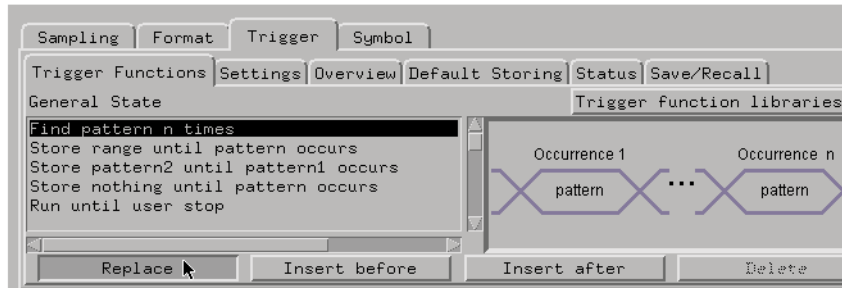 Sampling Format Trigger Symbol
Trigger Functions Settings Overview Default Storing Status Save/Recall
General State Trigger function libraries
Find pattern n times
Store range until pattern occurs
Store pattern2 until pattern1 occurs
Store nothing until pattern occurs
Run until user stop
Occurrence 1 Occurrence n
pattern ... pattern
Replace Insert before Insert after Delete